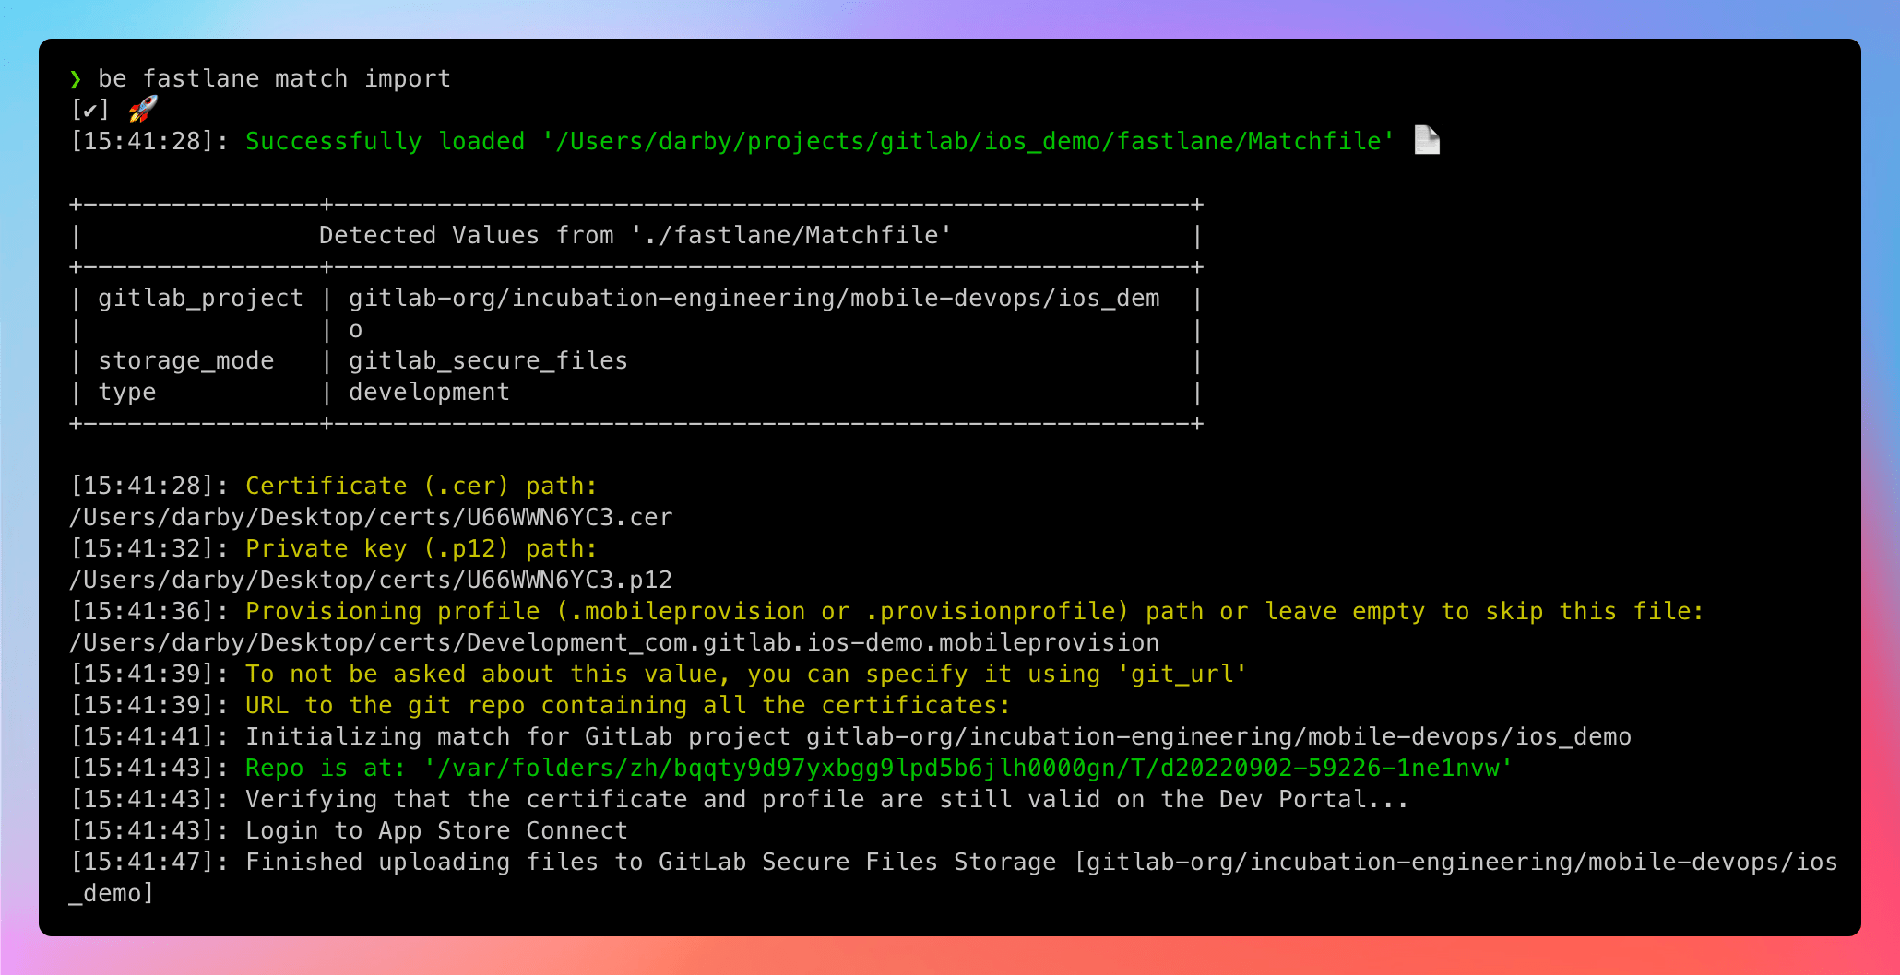 ❯ be fastlane match import
[✔] 🚀
[15:41:28]: Successfully loaded '/Users/darby/projects/gitlab/ios_demo/fastlane/Matchfile' 📄
+----------------+----------------------------------------------------------+
|                Detected Values from './fastlane/Matchfile'                |
+----------------+----------------------------------------------------------+
| gitlab_project | gitlab-org/incubation-engineering/mobile-devops/ios_dem  |
|                | o                                                        |
| storage_mode   | gitlab_secure_files                                      |
| type           | development                                              |
+----------------+----------------------------------------------------------+
[15:41:28]: Certificate (.cer) path:
/Users/darby/Desktop/certs/U66WWN6YC3.cer
[15:41:32]: Private key (.p12) path:
/Users/darby/Desktop/certs/U66WWN6YC3.p12
[15:41:36]: Provisioning profile (.mobileprovision or .provisionprofile) path or leave empty to skip this file:
/Users/darby/Desktop/certs/Development_com.gitlab.ios-demo.mobileprovision
[15:41:39]: To not be asked about this value, you can specify it using 'git_url'
[15:41:39]: URL to the git repo containing all the certificates:
[15:41:41]: Initializing match for GitLab project gitlab-org/incubation-engineering/mobile-devops/ios_demo
[15:41:43]: Repo is at: '/var/folders/zh/bqqty9d97yxbgg9lpd5b6jlh0000gn/T/d20220902-59226-1ne1nvw'
[15:41:43]: Verifying that the certificate and profile are still valid on the Dev Portal...
[15:41:43]: Login to App Store Connect
[15:41:47]: Finished uploading files to GitLab Secure Files Storage [gitlab-org/incubation-engineering/mobile-devops/ios
_demo]